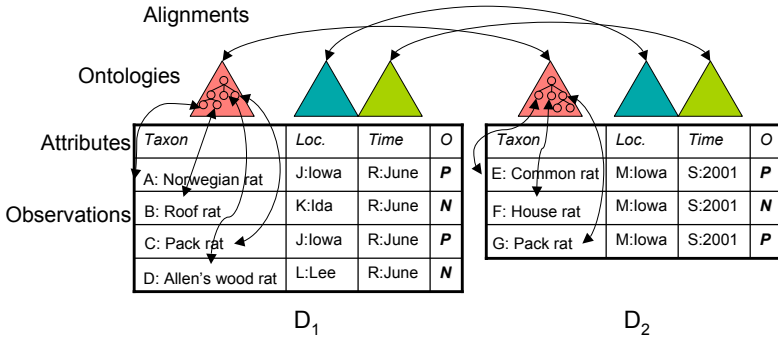 Alignments
Ontologies
Attributes
Observations
Taxon Loc. Time O
A: Norwegian rat J:Iowa R:June P
B: Roof rat K:Ida R:June N
C: Pack rat J:Iowa R:June P
D: Allen's wood rat L:Lee R:June N
D1
Taxon Loc. Time O
E: Common rat M:Iowa S:2001 P
F: House rat M:Iowa S:2001 N
G: Pack rat M:Iowa S:2001 P
D2